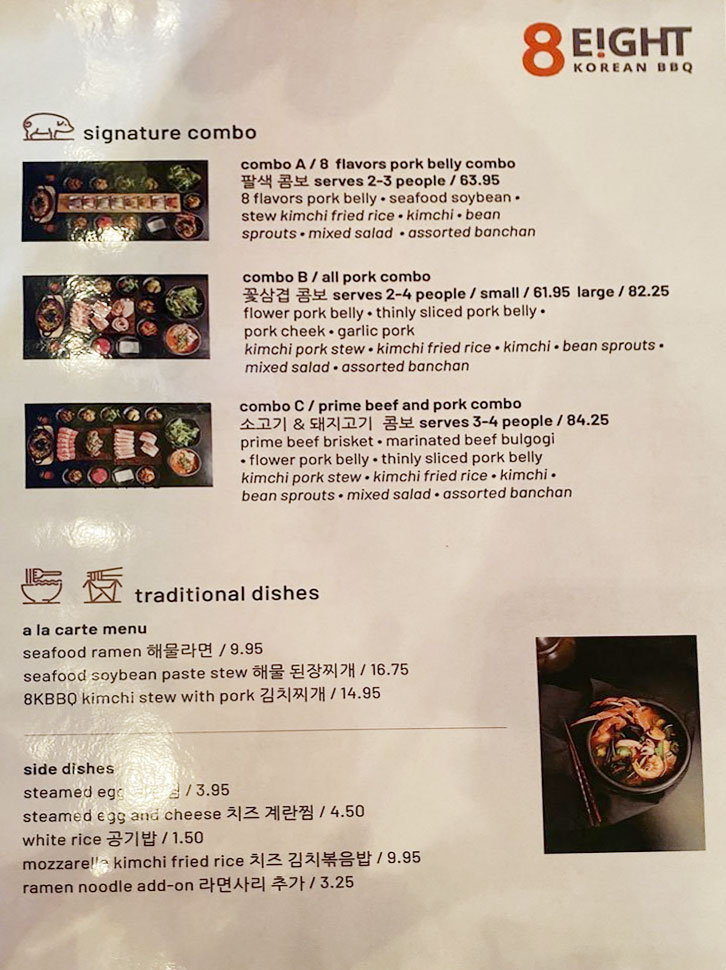 8 E!GHT
KOREAN BBQ
signature combo
combo A / 8 flavors pork belly combo
팔색 콤보 serves 2-3 people / 63.95
8 flavors pork belly • seafood soybean •
stew kimchi fried rice • kimchi • bean
sprouts • mixed salad • assorted banchan
combo B / all pork combo
꽃삼겹 콤보 serves 2-4 people / small / 61.95 large / 82.25
flower pork belly • thinly sliced pork belly •
pork cheek • garlic pork
kimchi pork stew • kimchi fried rice • kimchi • bean sprouts •
mixed salad • assorted banchan
combo C / prime beef and pork combo
소고기 & 돼지고기 콤보 serves 3-4 people / 84.25
prime beef brisket • marinated beef bulgogi
• flower pork belly • thinly sliced pork belly
kimchi pork stew • kimchi fried rice • kimchi •
bean sprouts • mixed salad • assorted banchan
traditional dishes
a la carte menu
seafood ramen 해물라면 / 9.95
seafood soybean paste stew 해물 된장찌개 / 16.75
8KBBQ kimchi stew with pork 김치찌개 / 14.95
side dishes
steamed egg / 3.95
steamed egg and cheese 치즈 계란찜 / 4.50
white rice 공기밥 / 1.50
mozzarella kimchi fried rice 치즈 김치볶음밥 / 9.95
ramen noodle add-on 라면사리 추가 / 3.25